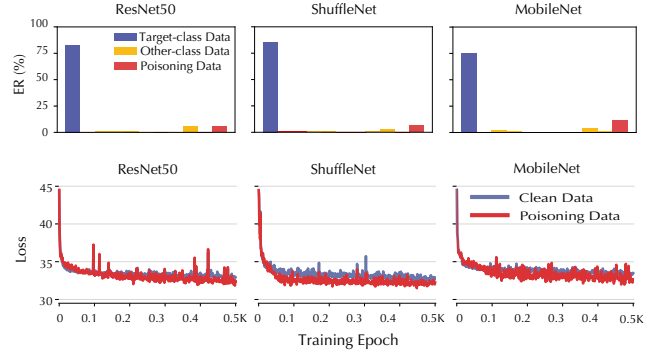 ResNet50 ShuffleNet MobileNet
ER (%)
100
75
50
25
0
Target-class Data
Other-class Data
Poisoning Data
ResNet50 ShuffleNet MobileNet
Loss
45
40
35
30
Clean Data
Poisoning Data
0 0.1 0.2 0.3 0.4 0.5K 0 0.1 0.2 0.3 0.4 0.5K 0 0.1 0.2 0.3 0.4 0.5K
Training Epoch